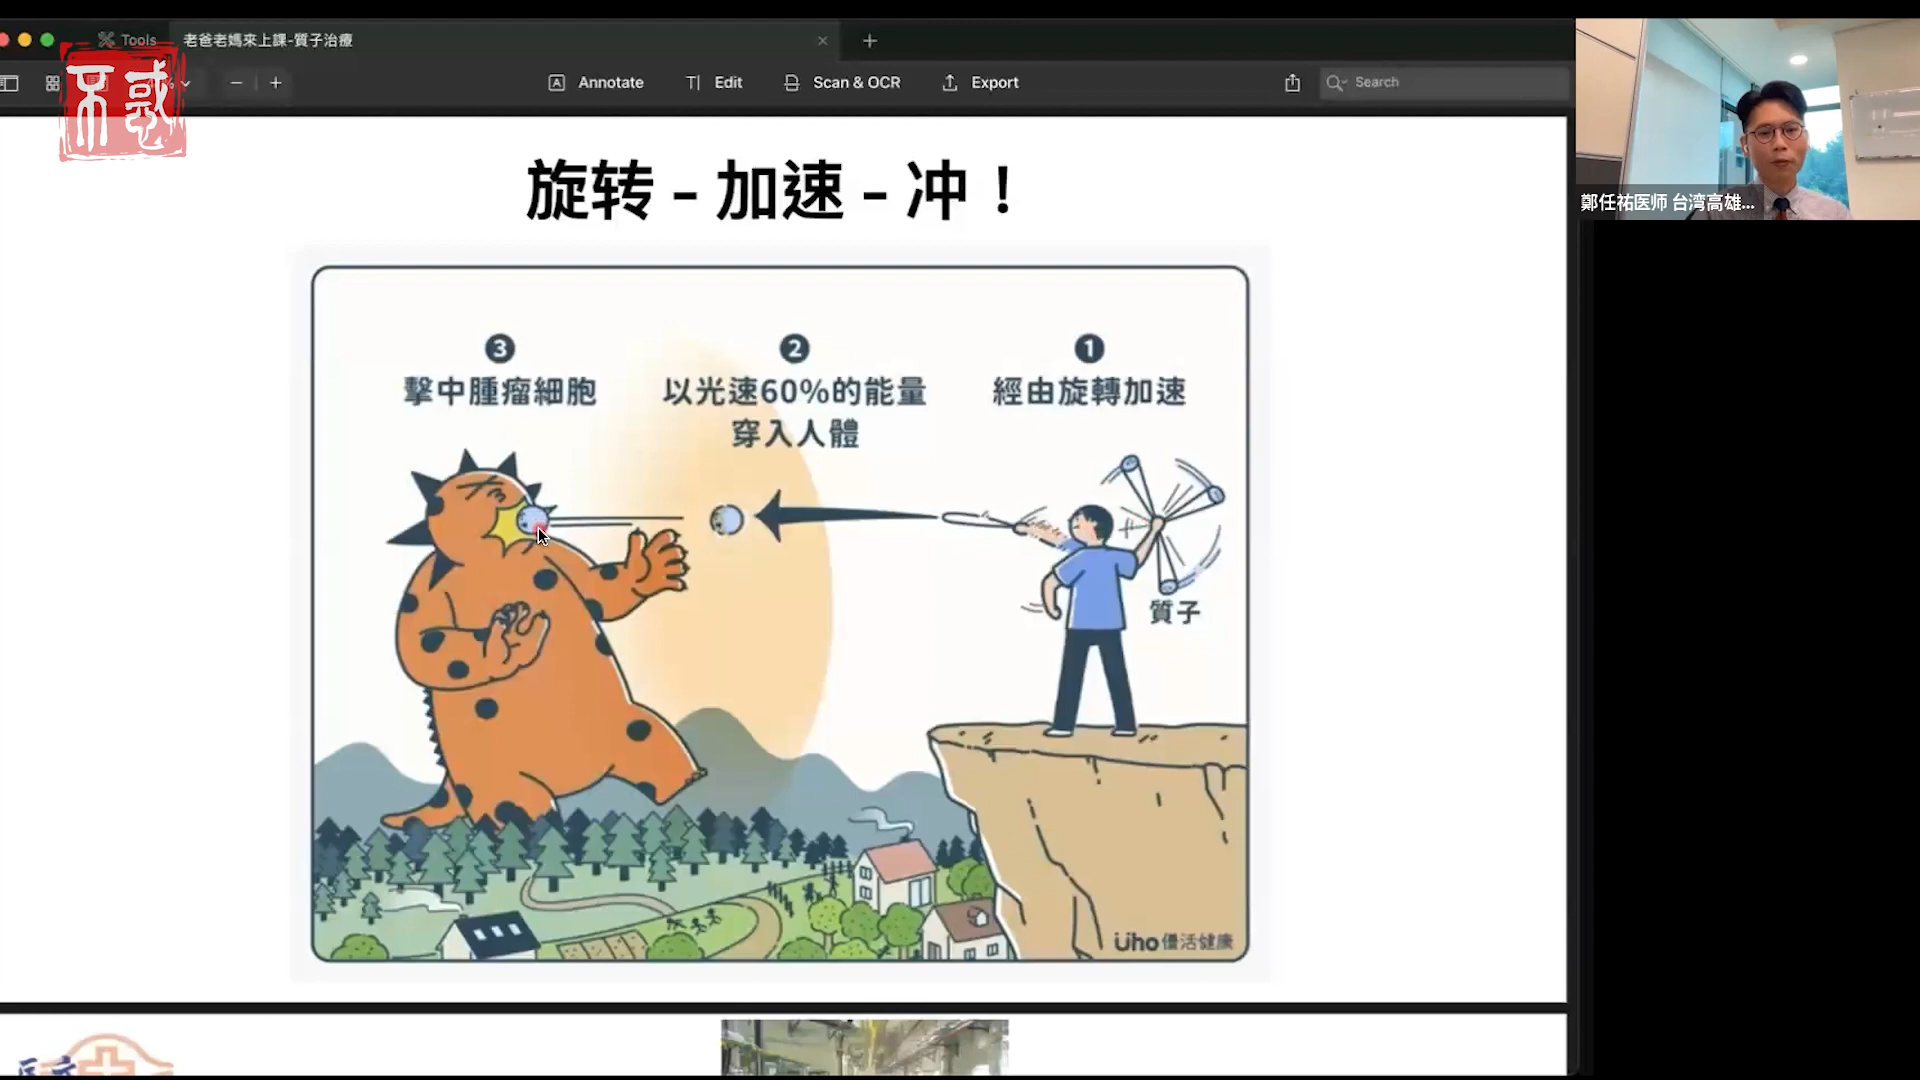 Tools
老爸老媽來上課-質子治療
Annotate
Edit
Scan & OCR
Export
Search
不惑
鄭任祐医师 台湾高雄...
旋转 - 加速 - 冲！
3
擊中腫瘤細胞
2
以光速60%的能量
穿入人體
1
經由旋轉加速
質子
Uho優活健康